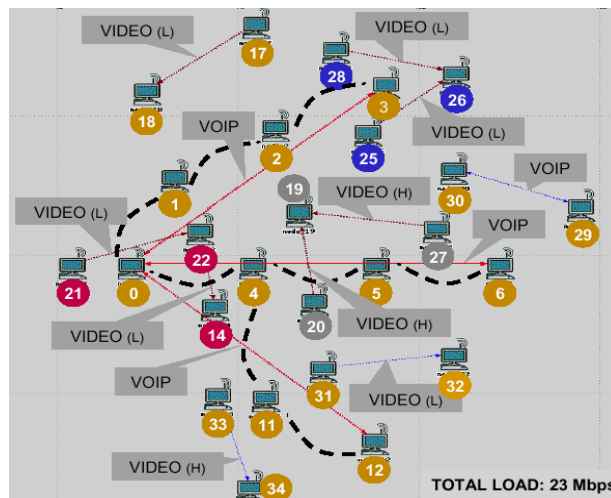 VIDEO (L)
17
28
VIDEO (L)
18
3
26
VOIP
2
25
VIDEO (L)
1
19
VIDEO (H)
30
VOIP
VIDEO (L)
29
27
VOIP
22
21
0
4
5
6
VIDEO (L)
14
20
VIDEO (H)
VOIP
31
32
VIDEO (L)
33
11
12
VIDEO (H)
34
TOTAL LOAD: 23 Mbps